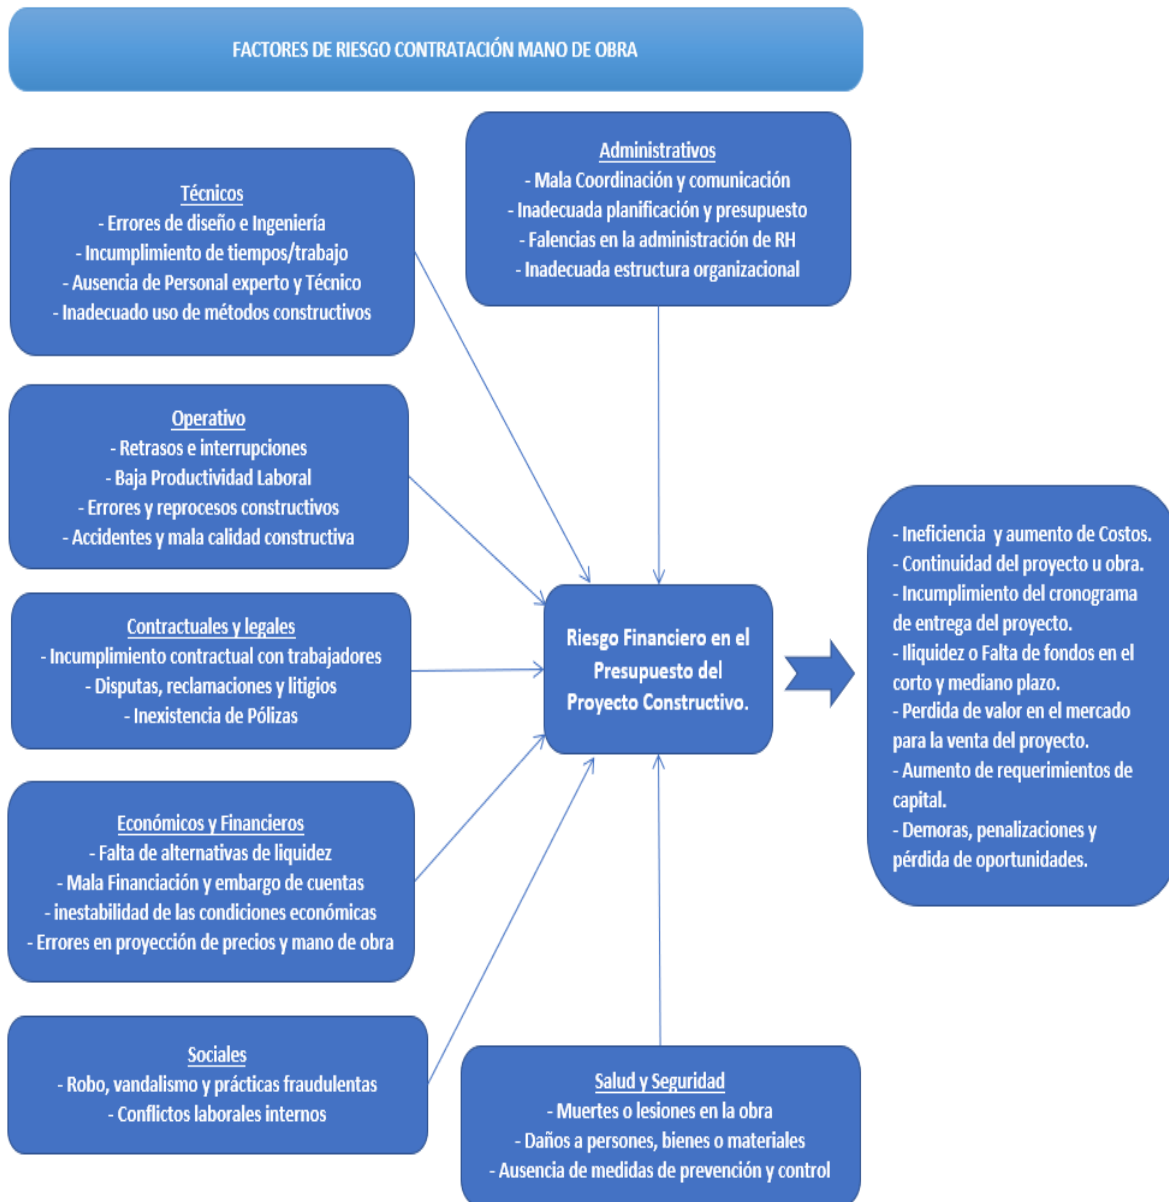 FACTORES DE RIESGO CONTRATACIÓN MANO DE OBRA
Administrativos
- Mala Coordinación y comunicación
- Inadecuada planificación y presupuesto
- Falencias en la administración de RH
- Inadecuada estructura organizacional
Técnicos
- Errores de diseño e Ingeniería
- Incumplimiento de tiempos/trabajo
- Ausencia de Personal experto y Técnico
- Inadecuado uso de métodos constructivos
Operativo
- Retrasos e interrupciones
- Baja Productividad Laboral
- Errores y reprocesos constructivos
- Accidentes y mala calidad constructiva
Contractuales y legales
- Incumplimiento contractual con trabajadores
- Disputas, reclamaciones y litigios
- Inexistencia de Pólizas
Económicos y Financieros
- Falta de alternativas de liquidez
- Mala Financiación y embargo de cuentas
- inestabilidad de las condiciones económicas
- Errores en proyección de precios y mano de obra
Sociales
- Robo, vandalismo y prácticas fraudulentas
- Conflictos laborales internos
Salud y Seguridad
- Muertes o lesiones en la obra
- Daños a persones, bienes o materiales
- Ausencia de medidas de prevención y control
Riesgo Financiero en el
Presupuesto del
Proyecto Constructivo.
- Ineficiencia y aumento de Costos.
- Continuidad del proyecto u obra.
- Incumplimiento del cronograma
de entrega del proyecto.
- Iliquidez o Falta de fondos en el
corto y mediano plazo.
- Perdida de valor en el mercado
para la venta del proyecto.
- Aumento de requerimientos de
capital.
- Demoras, penalizaciones y
pérdida de oportunidades.